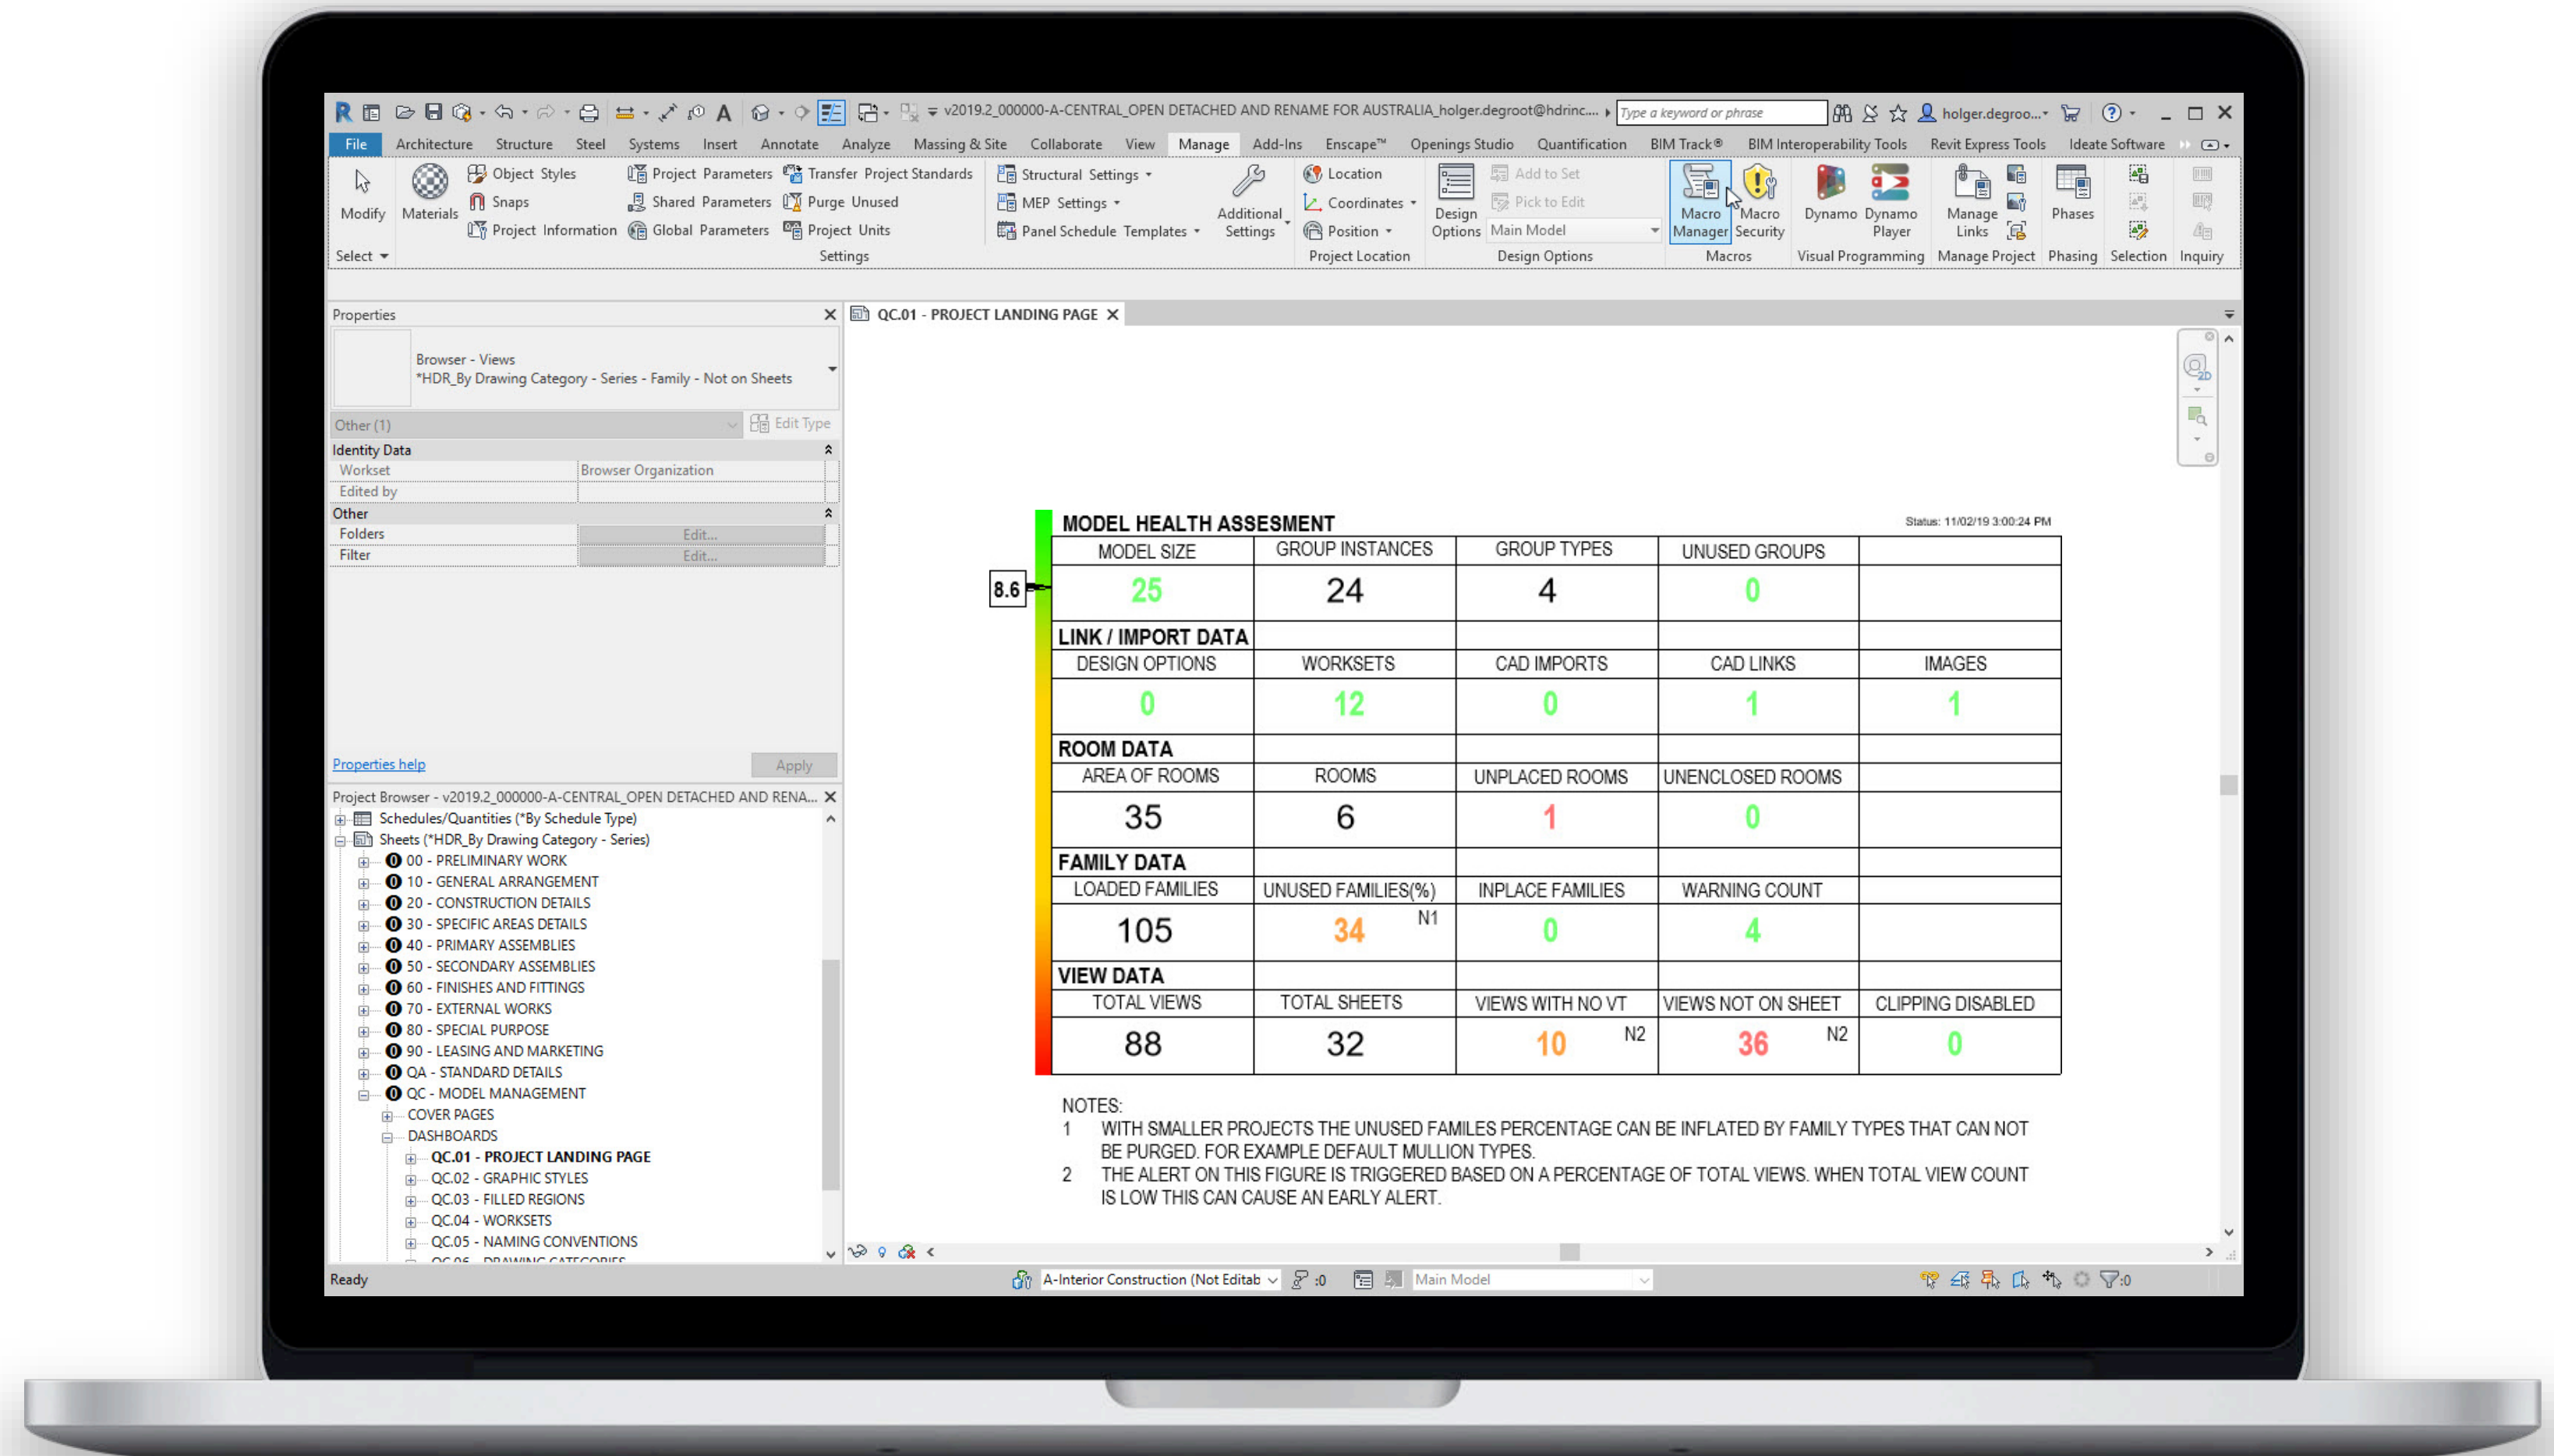 v2019.2_000000-A-CENTRAL_OPEN DETACHED AND RENAME FOR AUSTRALIA_holger.degroot@hdrinc....
Type a keyword or phrase
holger.degroo...
File Architecture Structure Steel Systems Insert Annotate Analyze Massing & Site Collaborate View Manage Add-Ins Enscape™ Openings Studio Quantification BIM Track® BIM Interoperability Tools Revit Express Tools Ideate Software
Modify
Select
Materials
Object Styles
Snaps
Project Information
Project Parameters
Shared Parameters
Global Parameters
Transfer Project Standards
Purge Unused
Project Units
Structural Settings
MEP Settings
Panel Schedule Templates
Additional Settings
Settings
Location
Coordinates
Position
Project Location
Design Options
Add to Set
Pick to Edit
Main Model
Design Options
Macro Manager
Macro Security
Macros
Dynamo
Dynamo Player
Visual Programming
Manage Links
Manage Project
Phases
Phasing
Selection
Inquiry
Properties
Browser - Views
*HDR_By Drawing Category - Series - Family - Not on Sheets
Other (1)
Edit Type
Identity Data
Workset Browser Organization
Edited by
Other
Folders Edit...
Filter Edit...
Properties help
Apply
Project Browser - v2019.2_000000-A-CENTRAL_OPEN DETACHED AND RENA...
Schedules/Quantities (*By Schedule Type)
Sheets (*HDR_By Drawing Category - Series)
00 - PRELIMINARY WORK
10 - GENERAL ARRANGEMENT
20 - CONSTRUCTION DETAILS
30 - SPECIFIC AREAS DETAILS
40 - PRIMARY ASSEMBLIES
50 - SECONDARY ASSEMBLIES
60 - FINISHES AND FITTINGS
70 - EXTERNAL WORKS
80 - SPECIAL PURPOSE
90 - LEASING AND MARKETING
QA - STANDARD DETAILS
QC - MODEL MANAGEMENT
COVER PAGES
DASHBOARDS
QC.01 - PROJECT LANDING PAGE
QC.02 - GRAPHIC STYLES
QC.03 - FILLED REGIONS
QC.04 - WORKSETS
QC.05 - NAMING CONVENTIONS
QC.06 - DRAWING CATEGORIES
QC.01 - PROJECT LANDING PAGE
2D
MODEL HEALTH ASSESMENT
Status: 11/02/19 3:00:24 PM
8.6
MODEL SIZE GROUP INSTANCES GROUP TYPES UNUSED GROUPS
25 24 4 0
LINK / IMPORT DATA
DESIGN OPTIONS WORKSETS CAD IMPORTS CAD LINKS IMAGES
0 12 0 1 1
ROOM DATA
AREA OF ROOMS ROOMS UNPLACED ROOMS UNENCLOSED ROOMS
35 6 1 0
FAMILY DATA
LOADED FAMILIES UNUSED FAMILIES(%) INPLACE FAMILIES WARNING COUNT
105 34 N1 0 4
VIEW DATA
TOTAL VIEWS TOTAL SHEETS VIEWS WITH NO VT VIEWS NOT ON SHEET CLIPPING DISABLED
88 32 10 N2 36 N2 0
NOTES:
1 WITH SMALLER PROJECTS THE UNUSED FAMILES PERCENTAGE CAN BE INFLATED BY FAMILY TYPES THAT CAN NOT
BE PURGED. FOR EXAMPLE DEFAULT MULLION TYPES.
2 THE ALERT ON THIS FIGURE IS TRIGGERED BASED ON A PERCENTAGE OF TOTAL VIEWS. WHEN TOTAL VIEW COUNT
IS LOW THIS CAN CAUSE AN EARLY ALERT.
Ready
A-Interior Construction (Not Editab
:0
Main Model
:0